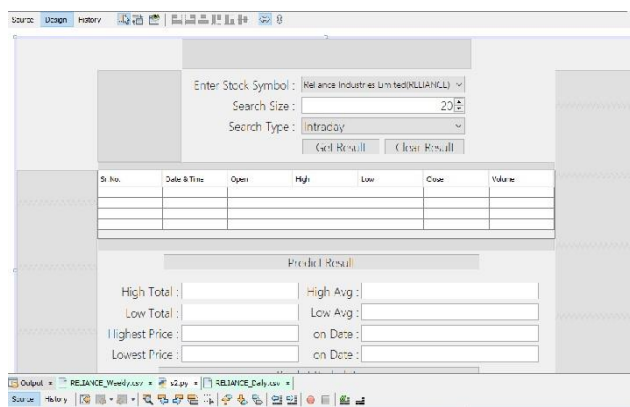 Source Design History
Enter Stock Symbol : Reliance Industries Limited(RELIANCE)
Search Size : 20
Search Type : Intraday
Get Result Clear Result
Sr. No. Date & Time Open High Low Close Volume
Predict Result
High Total : High Avg :
Low Total : Low Avg :
Highest Price : on Date :
Lowest Price : on Date :
Output RELIANCE_Weekly.csv s2.py RELIANCE_Daily.csv
Source History